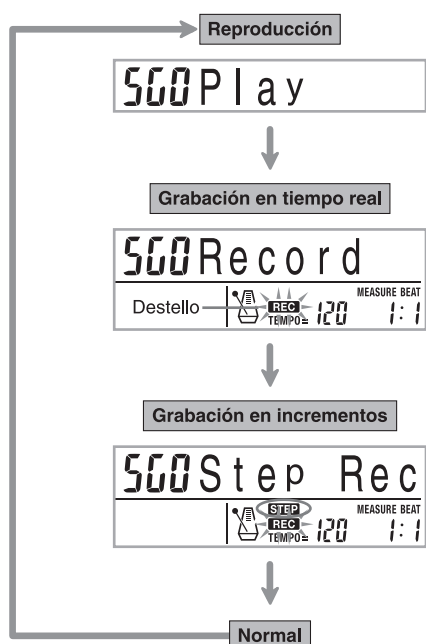 Reproducción
SG0Play
Grabación en tiempo real
SG0Record
Destello
REC
MEASURE BEAT
TEMPO= 120 1:1
Grabación en incrementos
SG0Step Rec
STEP
REC
MEASURE BEAT
TEMPO= 120 1:1
Normal